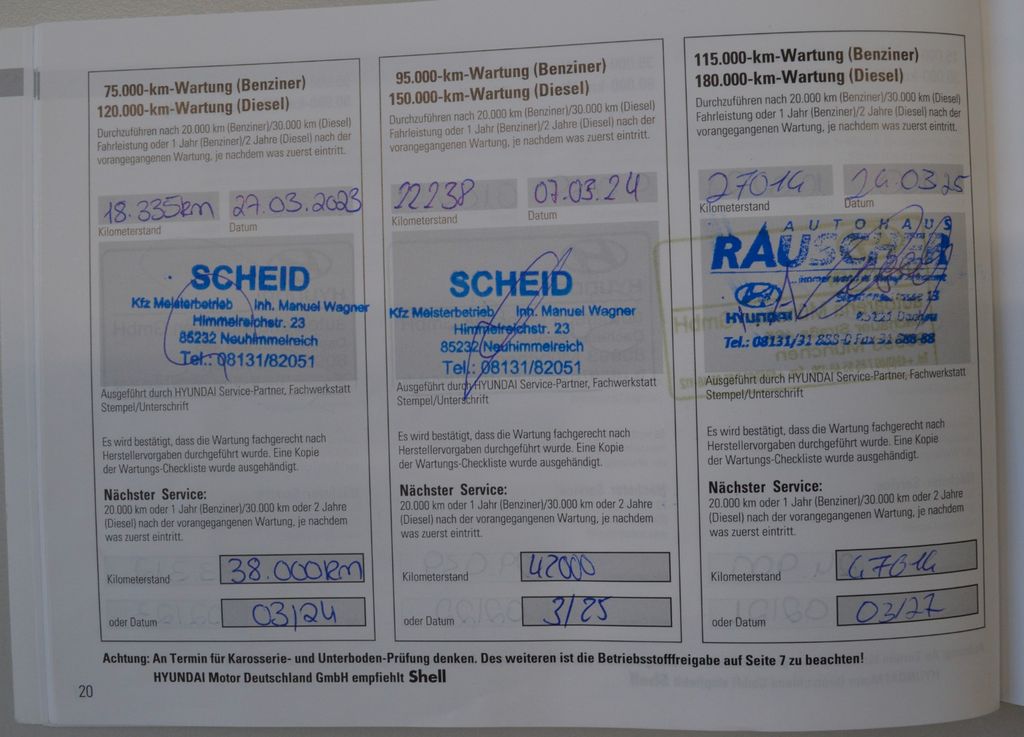 75.000-km-Wartung (Benziner)
120.000-km-Wartung (Diesel)
Durchzuführen nach 20.000 km (Benziner)/30.000 km (Diesel)
Fahrleistung oder 1 Jahr (Benziner)/2 Jahre (Diesel) nach der
vorangegangenen Wartung, je nachdem was zuerst eintritt.
18.335km 27.03.2023
Kilometerstand Datum
SCHEID
Kfz Meisterbetrieb Inh. Manuel Wagner
Himmelreichstr. 23
85232 Neuhimmelreich
Tel.: 08131/82051
Ausgeführt durch HYUNDAI Service-Partner, Fachwerkstatt
Stempel/Unterschrift
Es wird bestätigt, dass die Wartung fachgerecht nach
Herstellervorgaben durchgeführt wurde. Eine Kopie
der Wartungs-Checkliste wurde ausgehändigt.
Nächster Service:
20.000 km oder 1 Jahr (Benziner)/30.000 km oder 2 Jahre
(Diesel) nach der vorangegangenen Wartung, je nachdem
was zuerst eintritt.
Kilometerstand 38.000km
oder Datum 03/24
95.000-km-Wartung (Benziner)
150.000-km-Wartung (Diesel)
Durchzuführen nach 20.000 km (Benziner)/30.000 km (Diesel)
Fahrleistung oder 1 Jahr (Benziner)/2 Jahre (Diesel) nach der
vorangegangenen Wartung, je nachdem was zuerst eintritt.
22238 07.03.24
Kilometerstand Datum
SCHEID
Kfz Meisterbetrieb Inh. Manuel Wagner
Himmelreichstr. 23
85232 Neuhimmelreich
Tel.: 08131/82051
Ausgeführt durch HYUNDAI Service-Partner, Fachwerkstatt
Stempel/Unterschrift
Es wird bestätigt, dass die Wartung fachgerecht nach
Herstellervorgaben durchgeführt wurde. Eine Kopie
der Wartungs-Checkliste wurde ausgehändigt.
Nächster Service:
20.000 km oder 1 Jahr (Benziner)/30.000 km oder 2 Jahre
(Diesel) nach der vorangegangenen Wartung, je nachdem
was zuerst eintritt.
Kilometerstand 42000
oder Datum 3/25
115.000-km-Wartung (Benziner)
180.000-km-Wartung (Diesel)
Durchzuführen nach 20.000 km (Benziner)/30.000 km (Diesel)
Fahrleistung oder 1 Jahr (Benziner)/2 Jahre (Diesel) nach der
vorangegangenen Wartung, je nachdem was zuerst eintritt.
27014 24.03.25
Kilometerstand Datum
AUTOHAUS
RAUSCHER
HYUNDAI
85221 Dachau
Tel.: 08131/31 888-0 Fax 31 888-88
Ausgeführt durch HYUNDAI Service-Partner, Fachwerkstatt
Stempel/Unterschrift
Es wird bestätigt, dass die Wartung fachgerecht nach
Herstellervorgaben durchgeführt wurde. Eine Kopie
der Wartungs-Checkliste wurde ausgehändigt.
Nächster Service:
20.000 km oder 1 Jahr (Benziner)/30.000 km oder 2 Jahre
(Diesel) nach der vorangegangenen Wartung, je nachdem
was zuerst eintritt.
Kilometerstand 47014
oder Datum 03/27
Achtung: An Termin für Karosserie- und Unterboden-Prüfung denken. Des weiteren ist die Betriebsstofffreigabe auf Seite 7 zu beachten!
HYUNDAI Motor Deutschland GmbH empfiehlt Shell
20